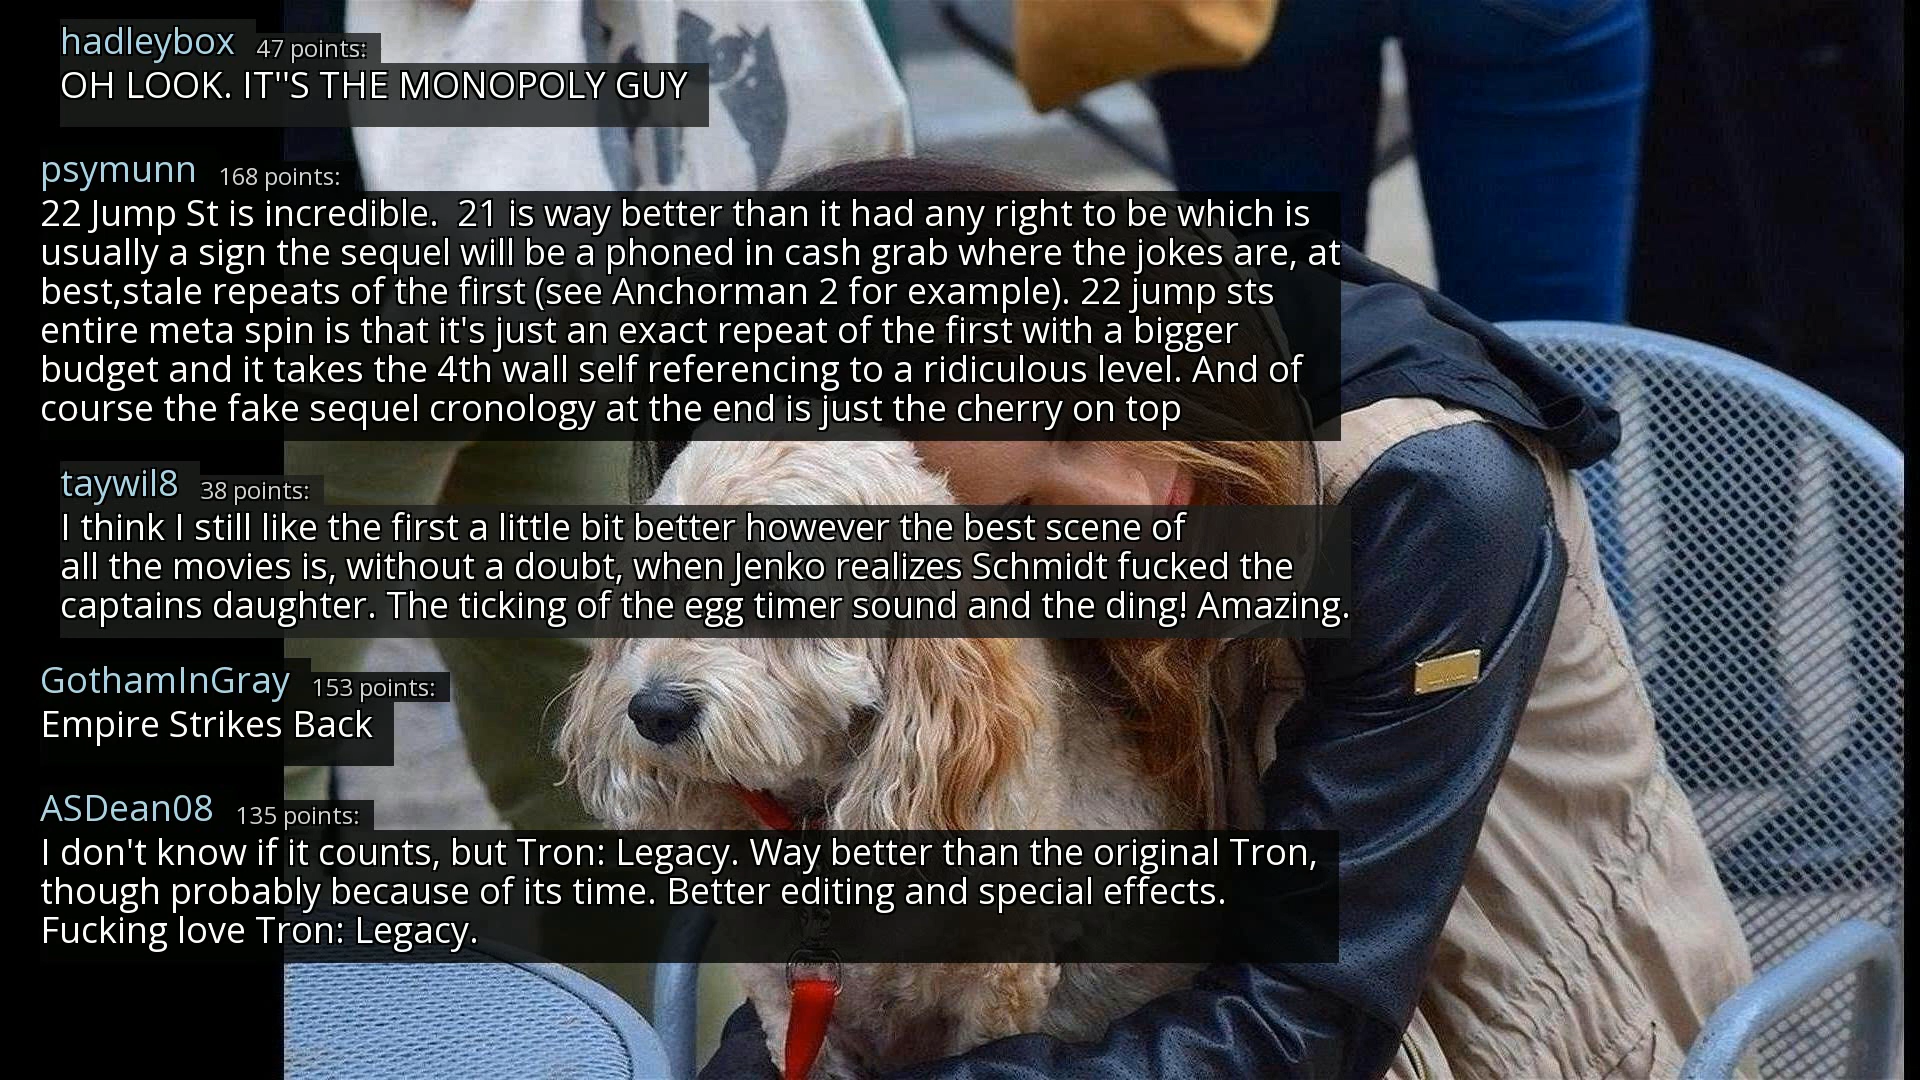 hadleybox 47 points:
OH LOOK. IT''S THE MONOPOLY GUY
psymunn 168 points:
22 Jump St is incredible.  21 is way better than it had any right to be which is
usually a sign the sequel will be a phoned in cash grab where the jokes are, at
best,stale repeats of the first (see Anchorman 2 for example). 22 jump sts
entire meta spin is that it's just an exact repeat of the first with a bigger
budget and it takes the 4th wall self referencing to a ridiculous level. And of
course the fake sequel cronology at the end is just the cherry on top
taywil8 38 points:
I think I still like the first a little bit better however the best scene of
all the movies is, without a doubt, when Jenko realizes Schmidt fucked the
captains daughter. The ticking of the egg timer sound and the ding! Amazing.
GothamInGray 153 points:
Empire Strikes Back
ASDean08 135 points:
I don't know if it counts, but Tron: Legacy. Way better than the original Tron,
though probably because of its time. Better editing and special effects.
Fucking love Tron: Legacy.